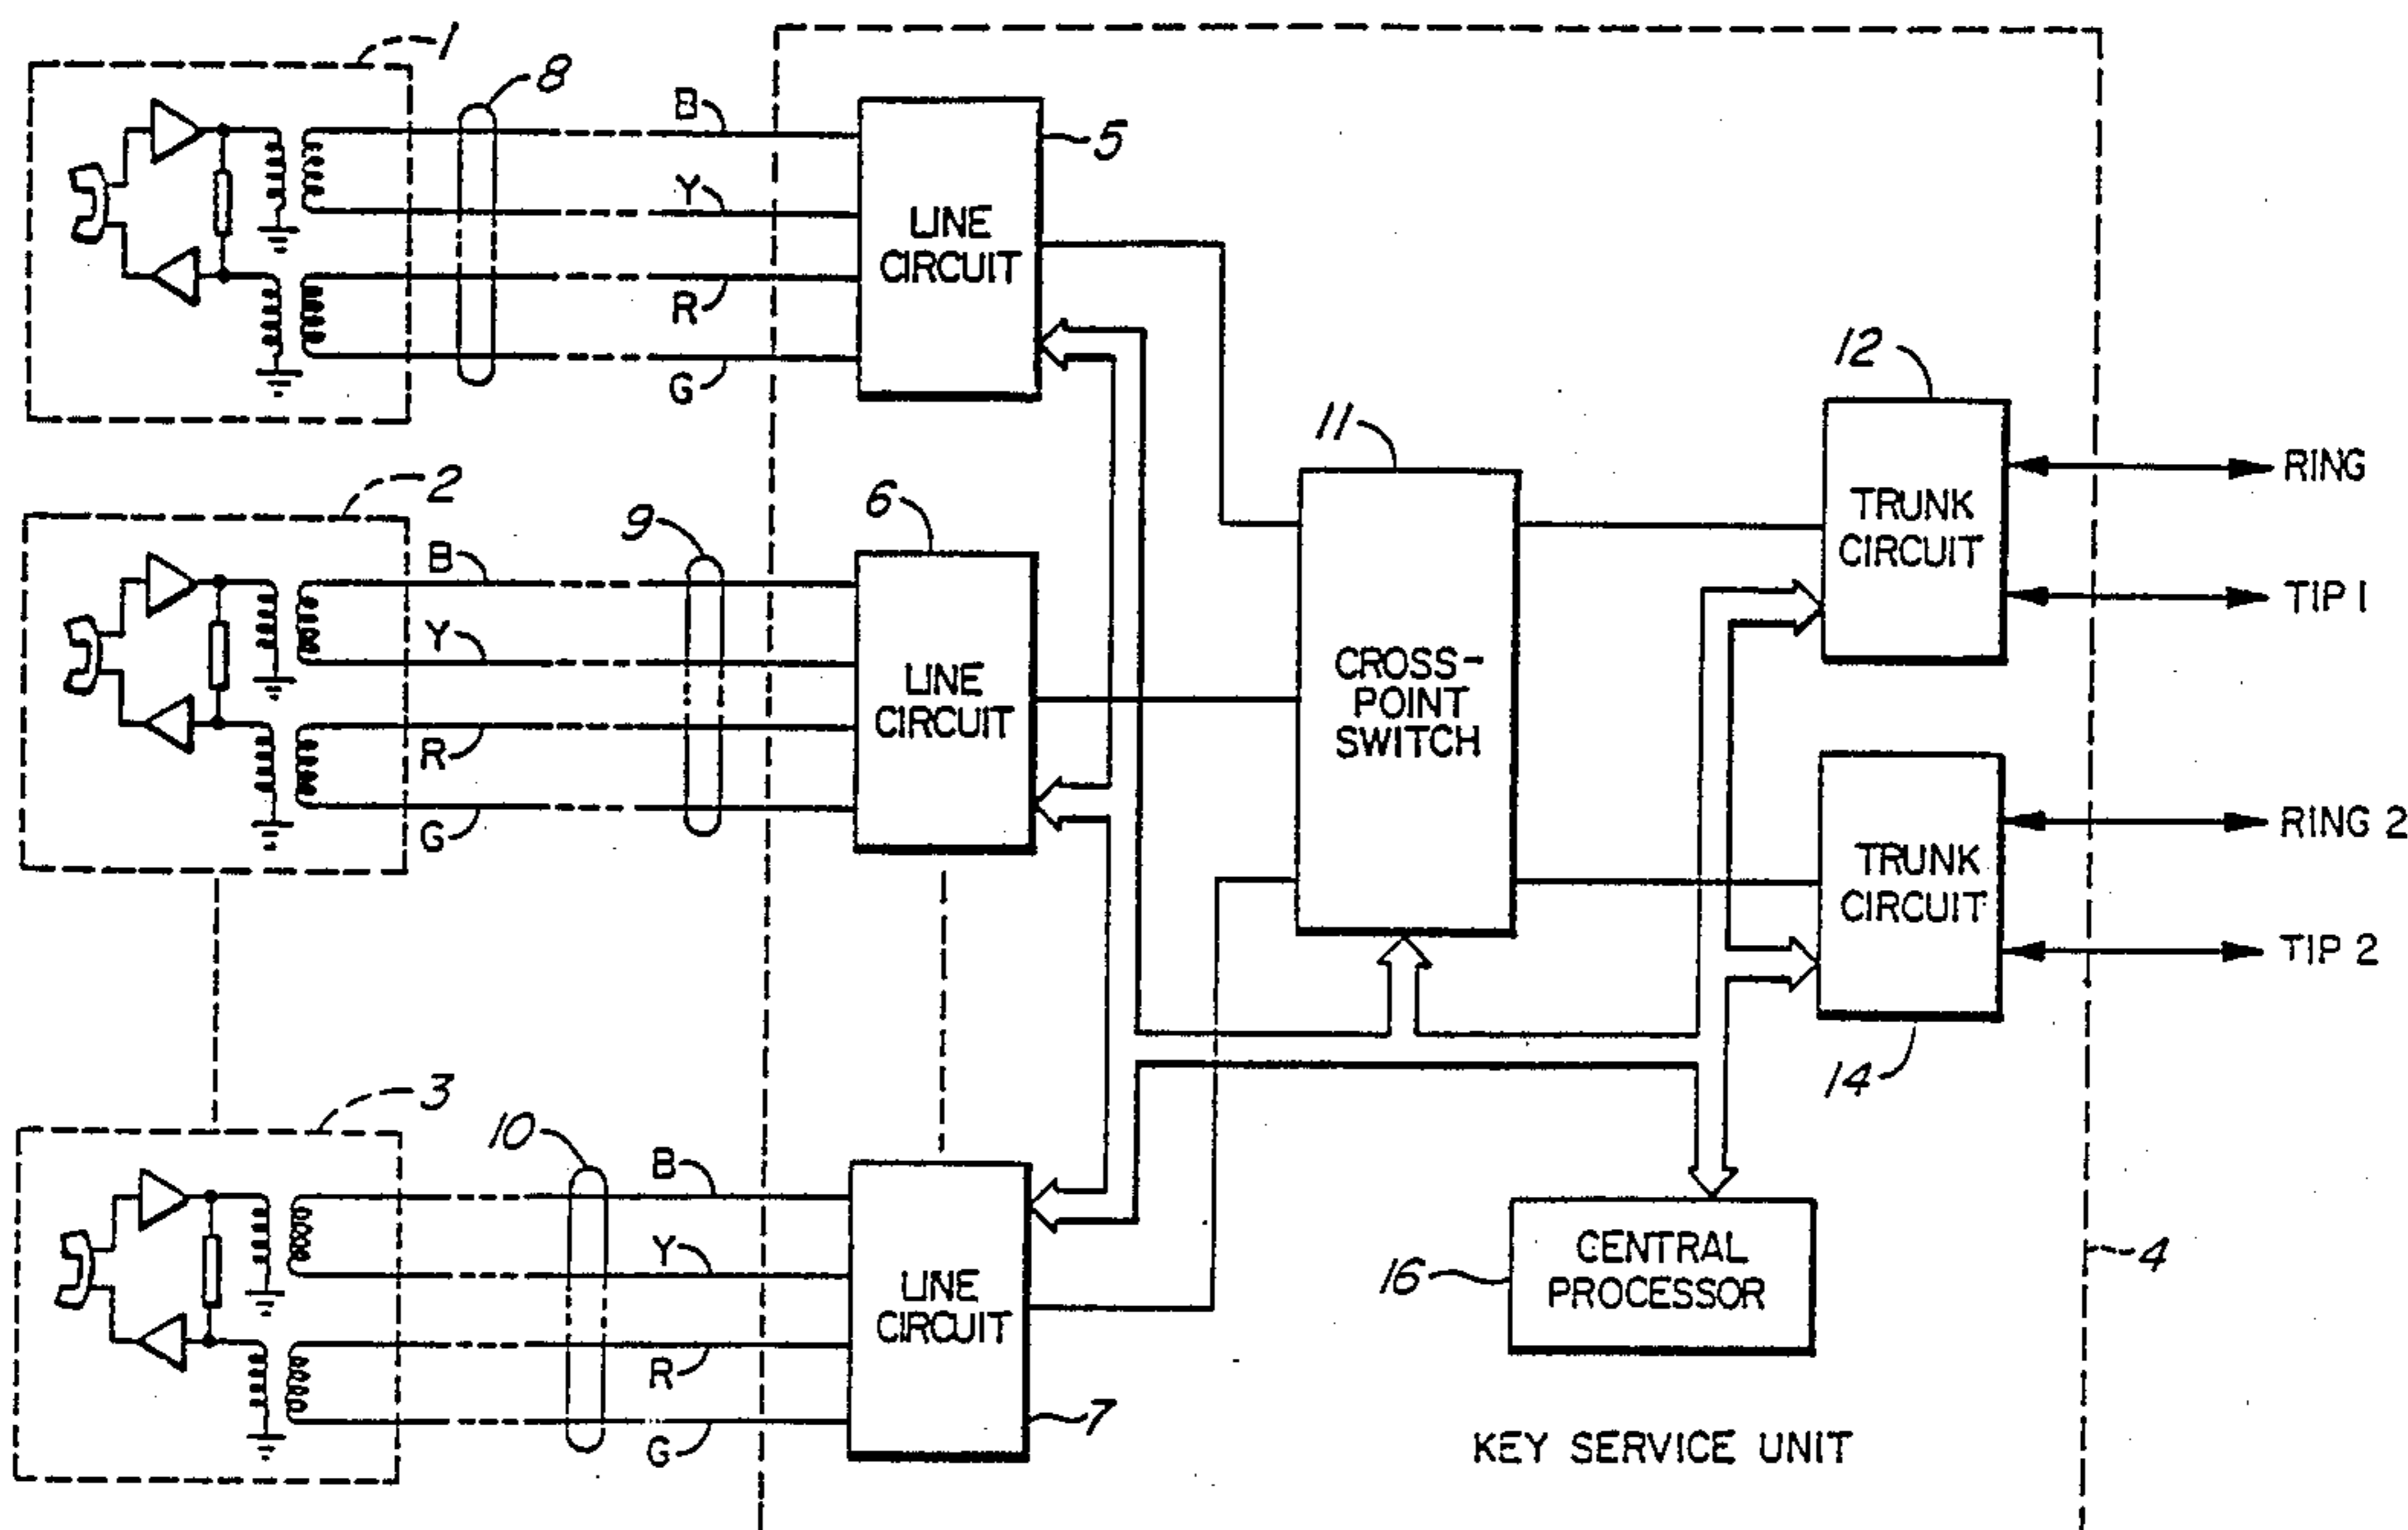 1
8
B
5
Y
LINE
CIRCUIT
R
G
12
11
2
RING
6
9
TRUNK
CIRCUIT
B
TIP 1
Y
CROSS-
POINT
SWITCH
LINE
CIRCUIT
R
RING 2
G
TRUNK
CIRCUIT
TIP 2
14
3
10
B
Y
CENTRAL
PROCESSOR
4
16
LINE
CIRCUIT
R
7
G
KEY SERVICE UNIT